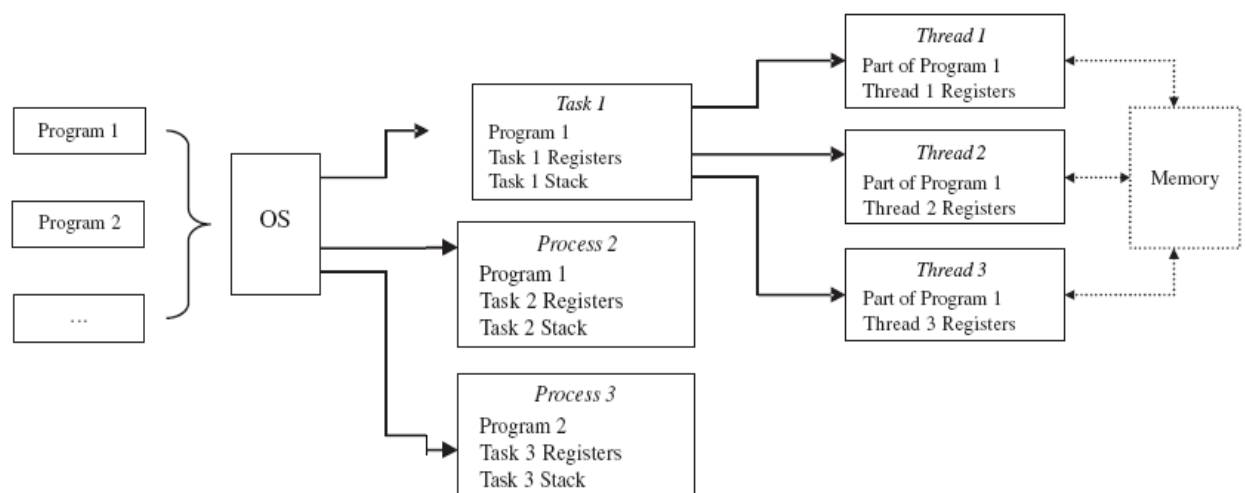 Program 1
Program 2
...
OS
Task 1
Program 1
Task 1 Registers
Task 1 Stack
Process 2
Program 1
Task 2 Registers
Task 2 Stack
Process 3
Program 2
Task 3 Registers
Task 3 Stack
Thread 1
Part of Program 1
Thread 1 Registers
Thread 2
Part of Program 1
Thread 2 Registers
Thread 3
Part of Program 1
Thread 3 Registers
Memory